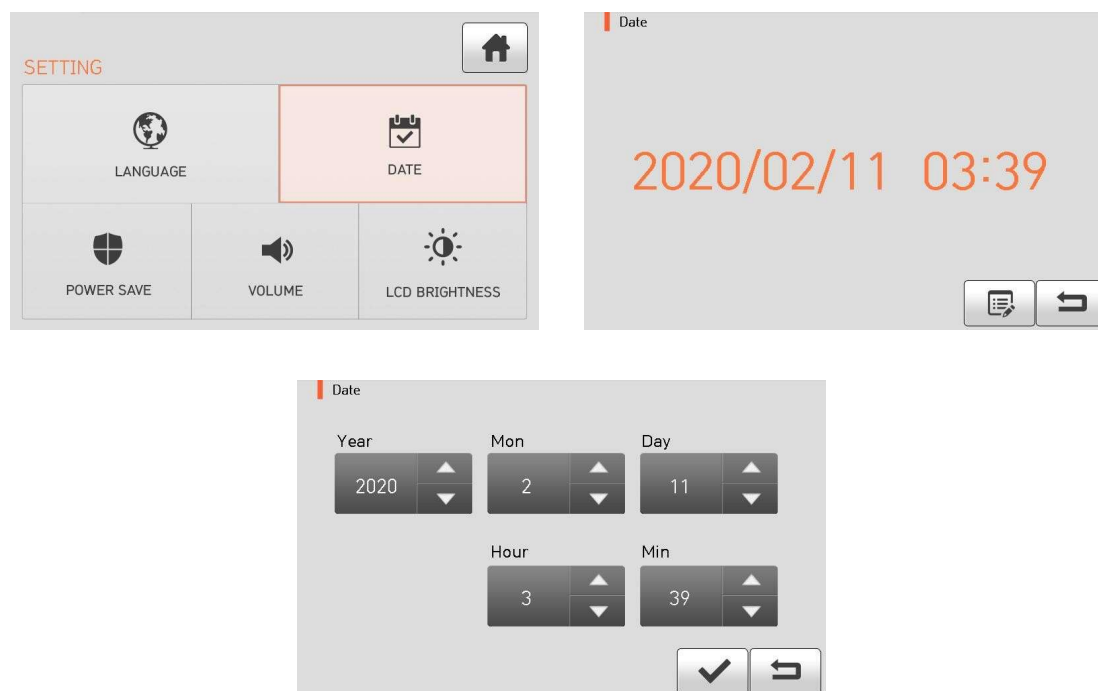 SETTING
LANGUAGE
DATE
POWER SAVE
VOLUME
LCD BRIGHTNESS
Date
2020/02/11 03:39
Date
Year Mon Day
2020 2 11
Hour Min
3 39